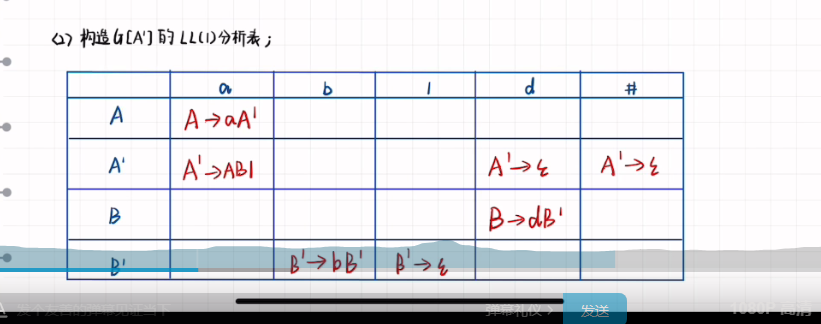 <2> 构造G[A']的LL(1)分析表;
a b l d #
A A→aA'
A' A'→ABl A'→ε A'→ε
B B→dB'
B' B'→bB' B'→ε
弹幕礼仪 > 发送 1080P 高清